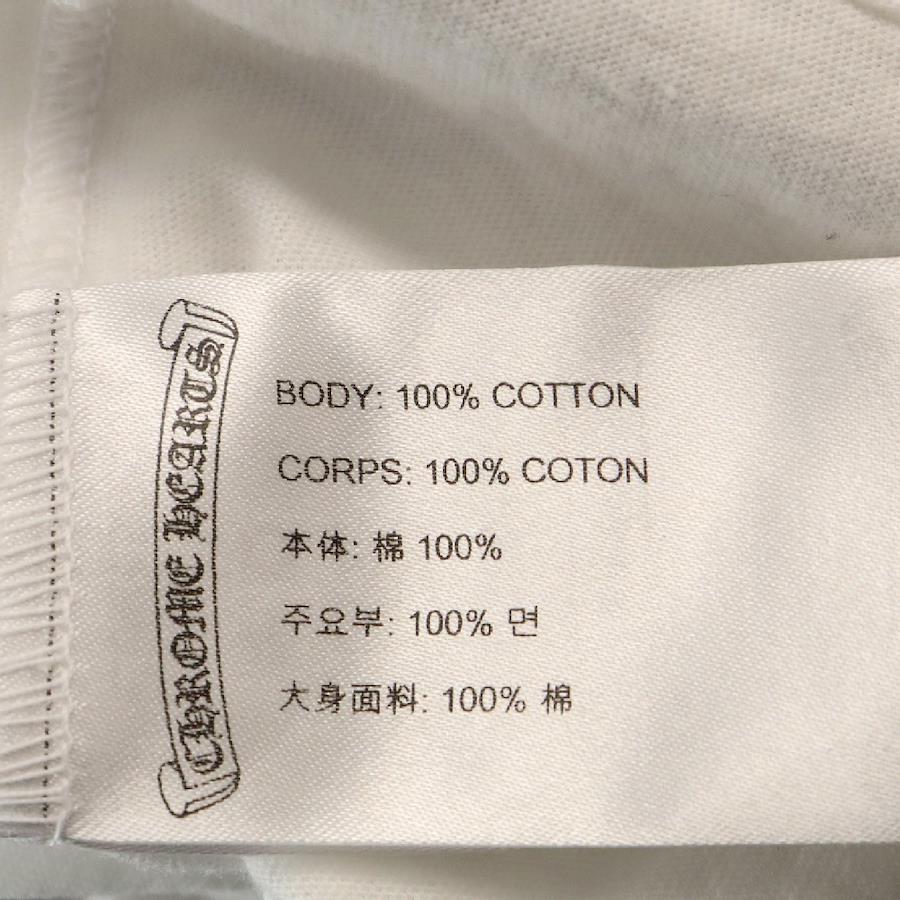 CHROME HEARTS
BODY: 100% COTTON
CORPS: 100% COTON
本体: 棉 100%
주요부: 100% 면
大身面料: 100% 棉